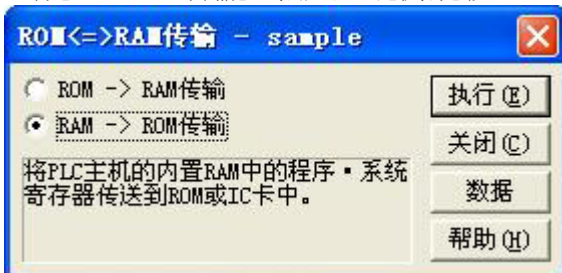 ROM<=>RAM传输 - sample
ROM -> RAM传输
RAM -> ROM传输
将PLC主机的内置RAM中的程序・系统
寄存器传送到ROM或IC卡中。
执行(E)
关闭(C)
数据
帮助(H)